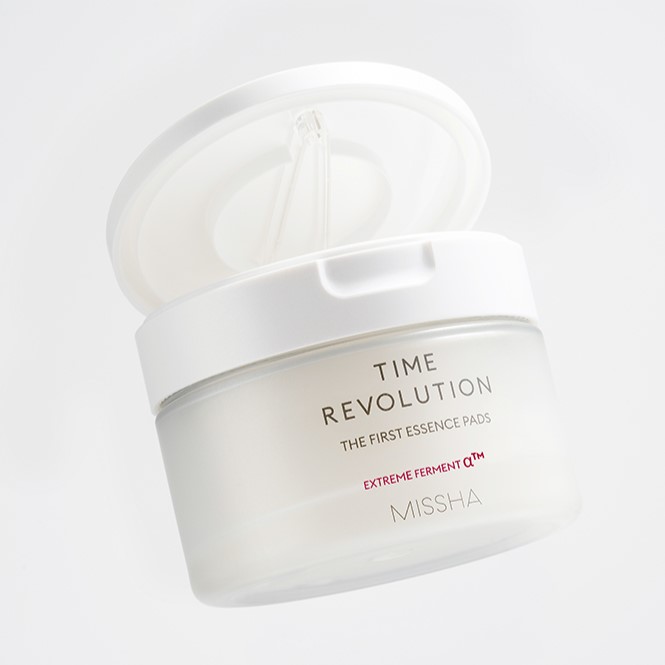 TIME
REVOLUTION
THE FIRST ESSENCE PADS
EXTREME FERMENT α™
MISSHA